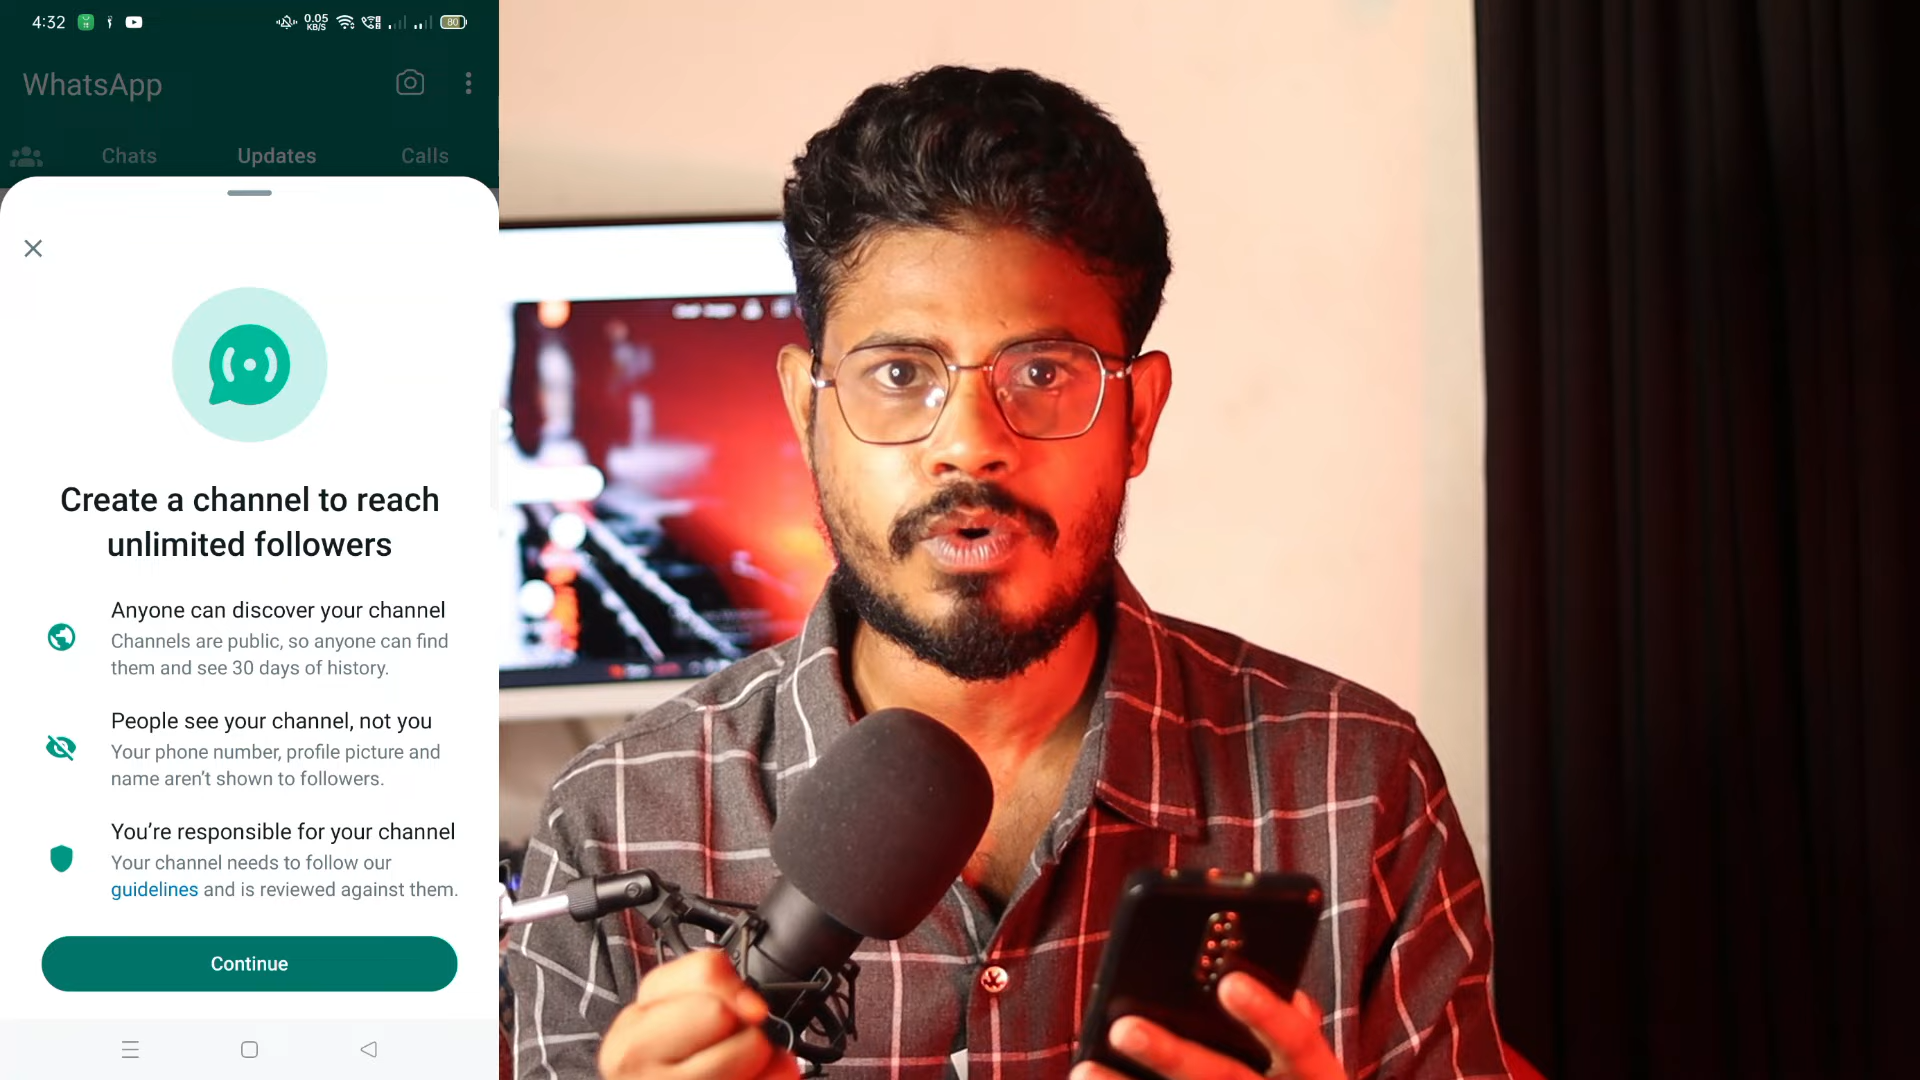 4:32
0.05
KB/S
80
WhatsApp
Chats
Updates
Calls
Create a channel to reach
unlimited followers
Anyone can discover your channel
Channels are public, so anyone can find
them and see 30 days of history.
People see your channel, not you
Your phone number, profile picture and
name aren't shown to followers.
You're responsible for your channel
Your channel needs to follow our
guidelines and is reviewed against them.
Continue